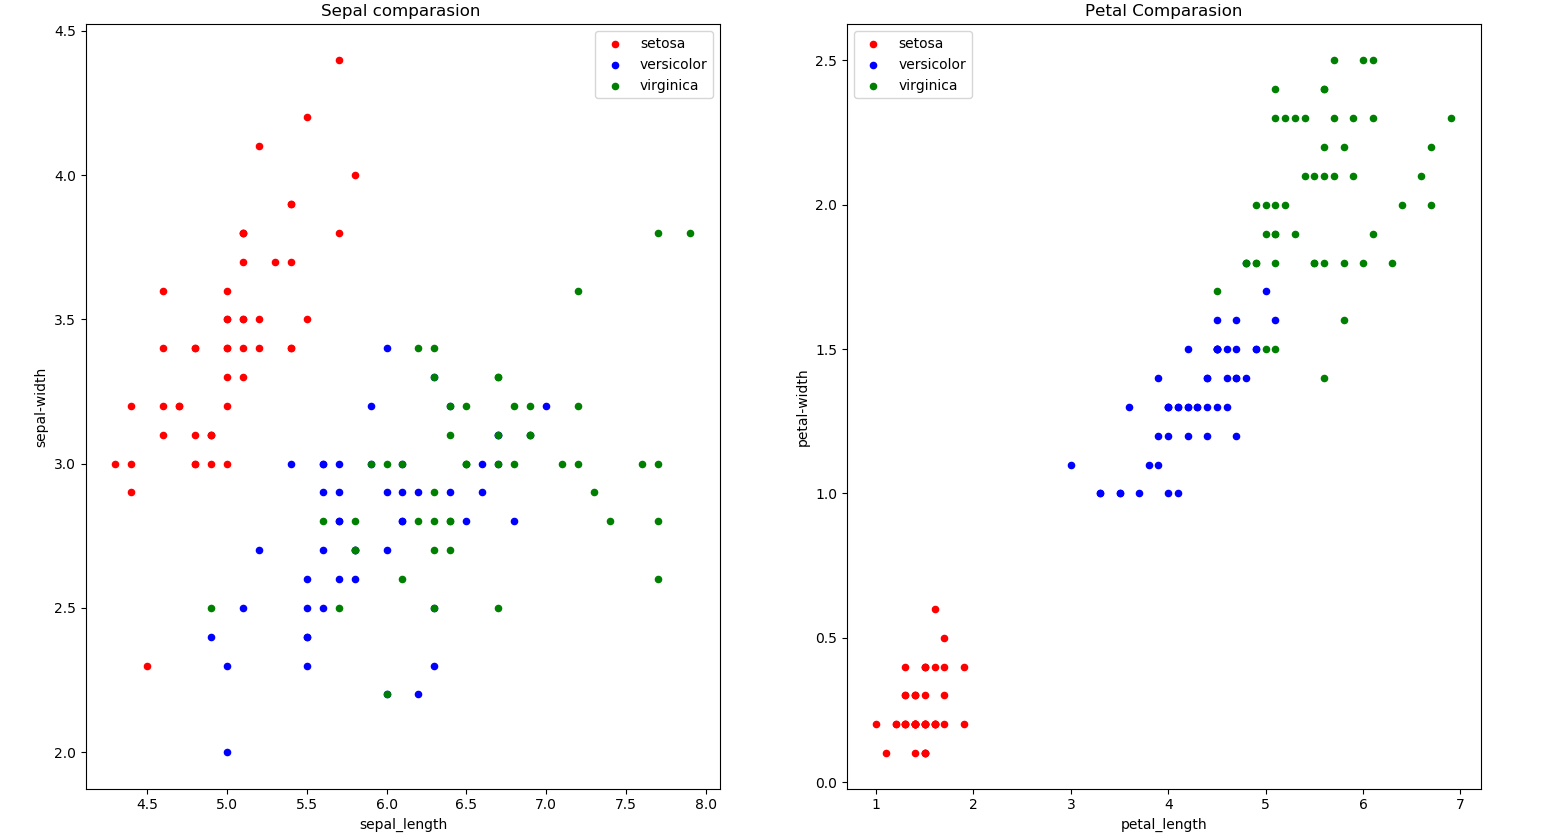 Sepal comparasion
4.5
4.0
3.5
3.0
2.5
2.0
sepal-width
setosa
versicolor
virginica
4.5 5.0 5.5 6.0 6.5 7.0 7.5 8.0
sepal_length
Petal Comparasion
2.5
2.0
1.5
1.0
0.5
0.0
petal-width
setosa
versicolor
virginica
1 2 3 4 5 6 7
petal_length